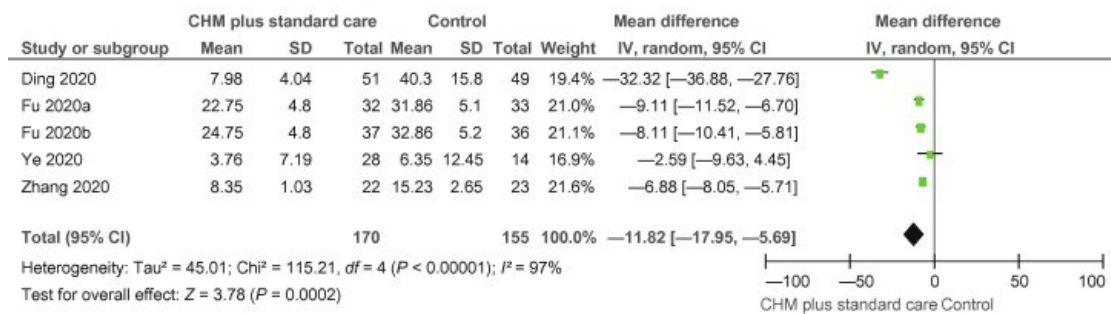 CHM plus standard care Control Mean difference Mean difference
Study or subgroup Mean SD Total Mean SD Total Weight IV, random, 95% CI IV, random, 95% CI
Ding 2020 7.98 4.04 51 40.3 15.8 49 19.4% —32.32 [—36.88, —27.76]
Fu 2020a 22.75 4.8 32 31.86 5.1 33 21.0% —9.11 [—11.52, —6.70]
Fu 2020b 24.75 4.8 37 32.86 5.2 36 21.1% —8.11 [—10.41, —5.81]
Ye 2020 3.76 7.19 28 6.35 12.45 14 16.9% —2.59 [—9.63, 4.45]
Zhang 2020 8.35 1.03 22 15.23 2.65 23 21.6% —6.88 [—8.05, —5.71]
Total (95% CI) 170 155 100.0% —11.82 [—17.95, —5.69]
Heterogeneity: Tau² = 45.01; Chi² = 115.21, df = 4 (P < 0.00001); I² = 97%
Test for overall effect: Z = 3.78 (P = 0.0002)
—100 —50 0 50 100
CHM plus standard care Control